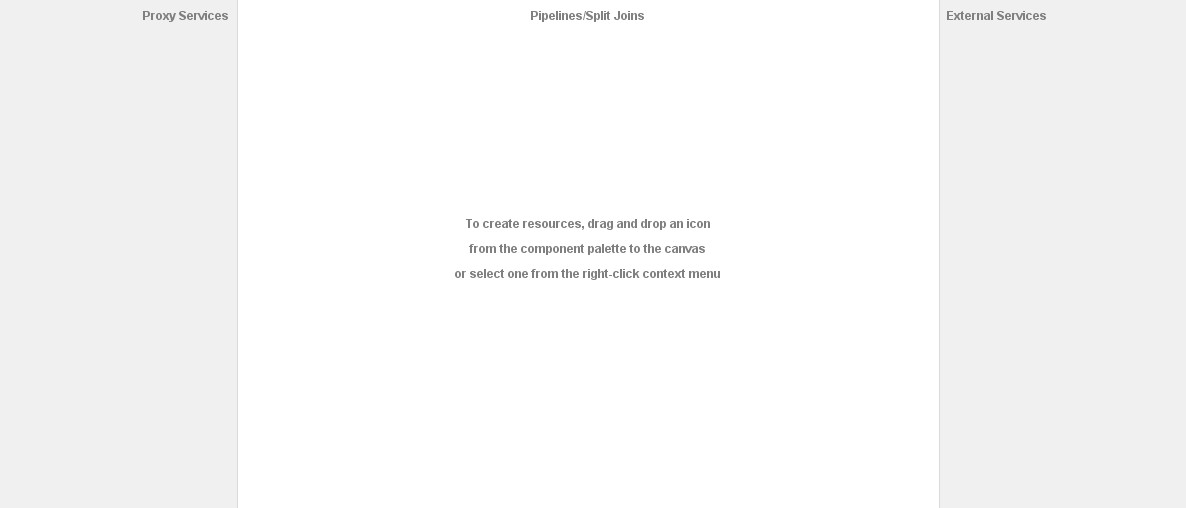 Proxy Services
Pipelines/Split Joins
External Services
To create resources, drag and drop an icon
from the component palette to the canvas
or select one from the right-click context menu